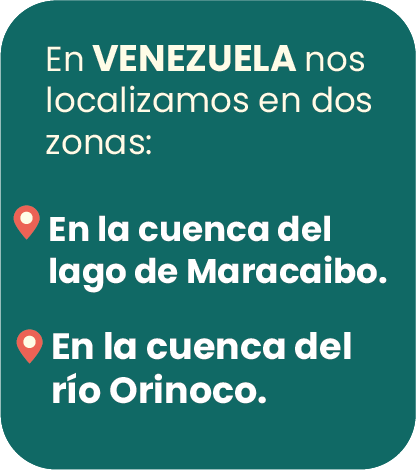 En VENEZUELA nos
localizamos en dos
zonas:
En la cuenca del
lago de Maracaibo.
En la cuenca del
río Orinoco.